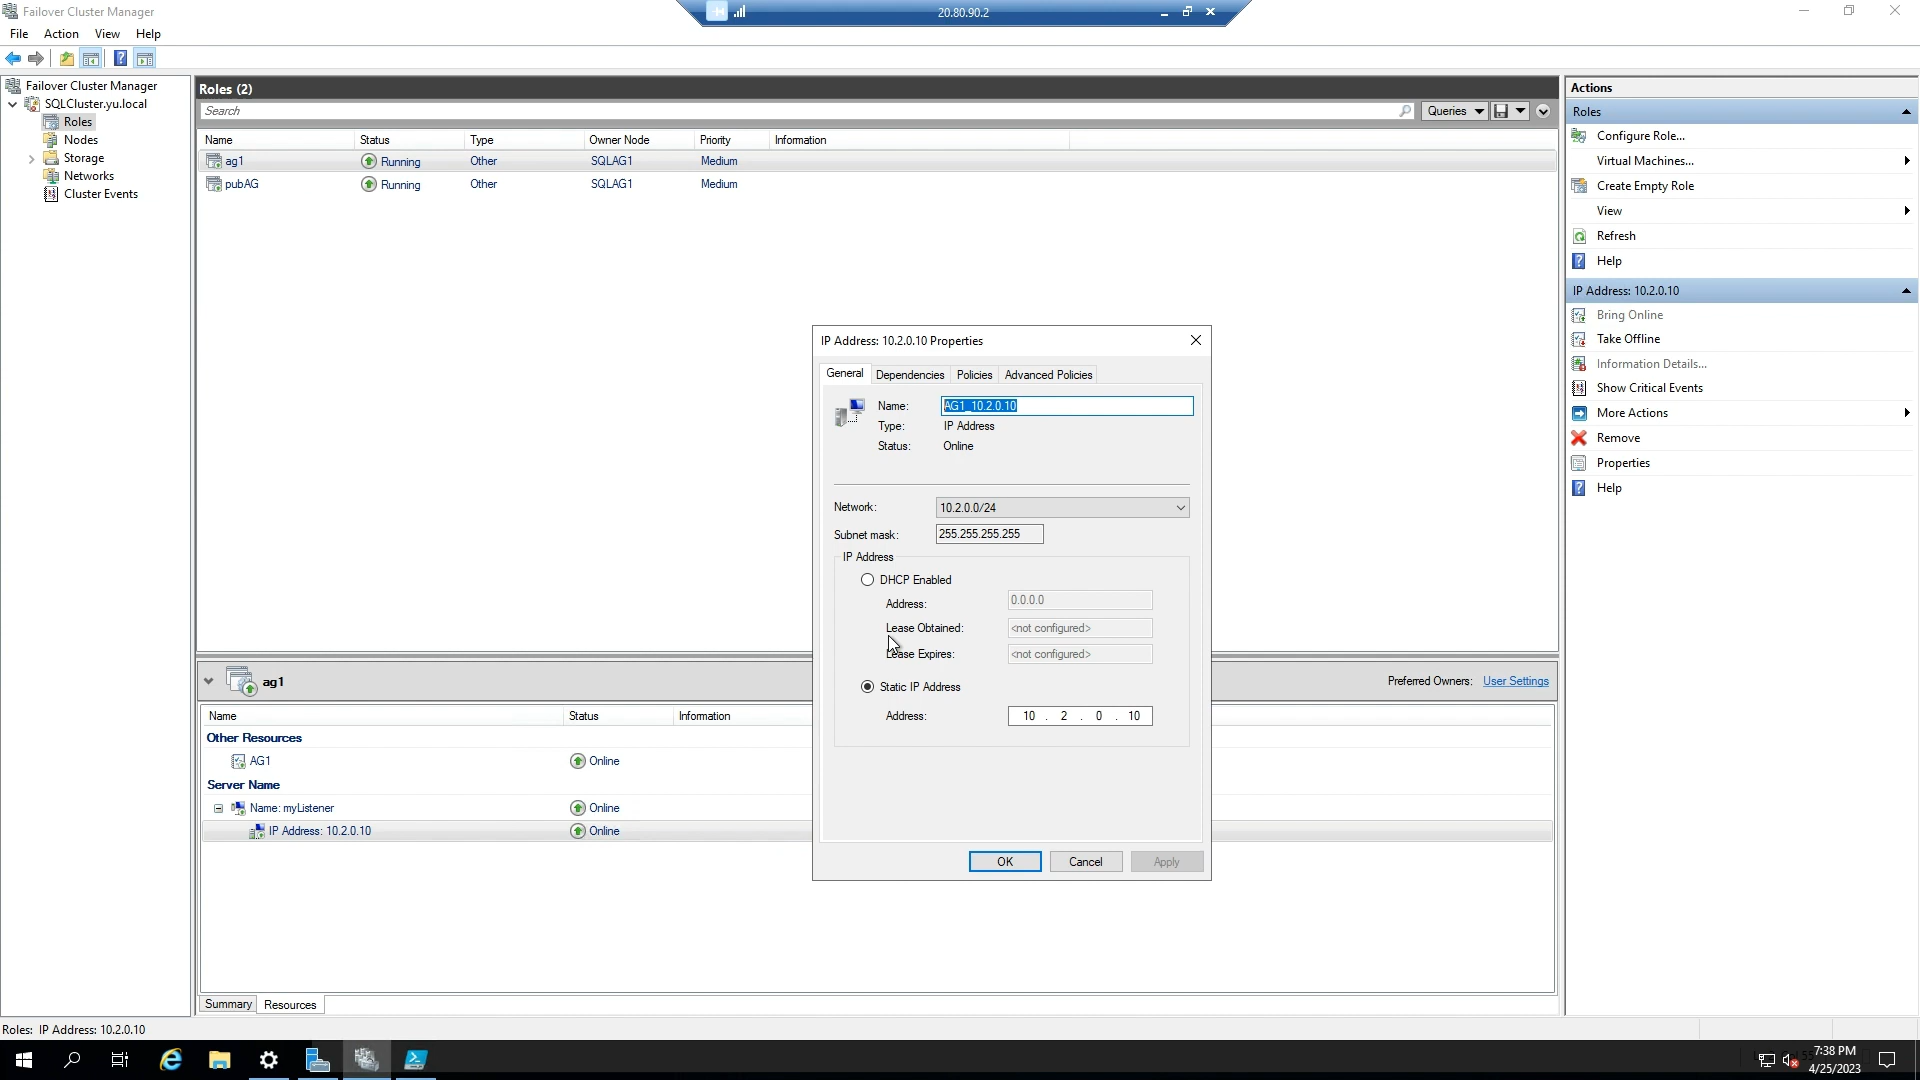 Failover Cluster Manager
20.80.90.2
File Action View Help
Failover Cluster Manager
SQLCluster.yu.local
Roles
Nodes
Storage
Networks
Cluster Events
Roles (2)
Search
Queries
Name Status Type Owner Node Priority Information
ag1 Running Other SQLAG1 Medium
pubAG Running Other SQLAG1 Medium
IP Address: 10.2.0.10 Properties
General Dependencies Policies Advanced Policies
Name: AG1_10.2.0.10
Type: IP Address
Status: Online
Network: 10.2.0.0/24
Subnet mask: 255.255.255.255
IP Address
DHCP Enabled
Address: 0.0.0.0
Lease Obtained: <not configured>
Lease Expires: <not configured>
Static IP Address
Address: 10 . 2 . 0 . 10
OK Cancel Apply
ag1
Preferred Owners: User Settings
Name Status Information
Other Resources
AG1 Online
Server Name
Name: myListener Online
IP Address: 10.2.0.10 Online
Summary Resources
Actions
Roles
Configure Role...
Virtual Machines...
Create Empty Role
View
Refresh
Help
IP Address: 10.2.0.10
Bring Online
Take Offline
Information Details...
Show Critical Events
More Actions
Remove
Properties
Help
Roles: IP Address: 10.2.0.10
7:38 PM
4/25/2023